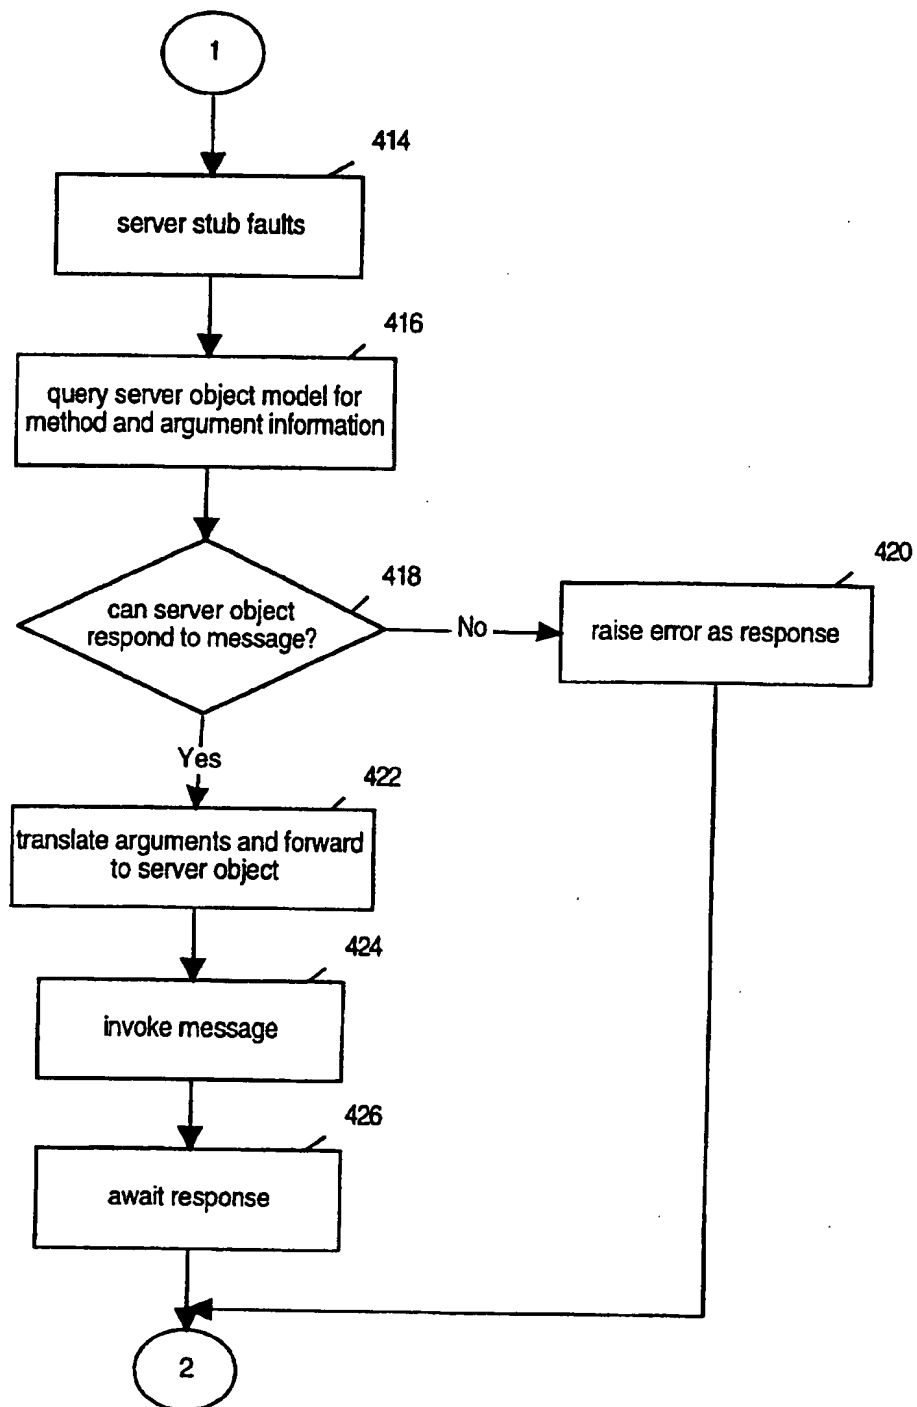 1
414
server stub faults
416
query server object model for
method and argument information
418
can server object
respond to message?
No
420
raise error as response
Yes
422
translate arguments and forward
to server object
424
invoke message
426
await response
2